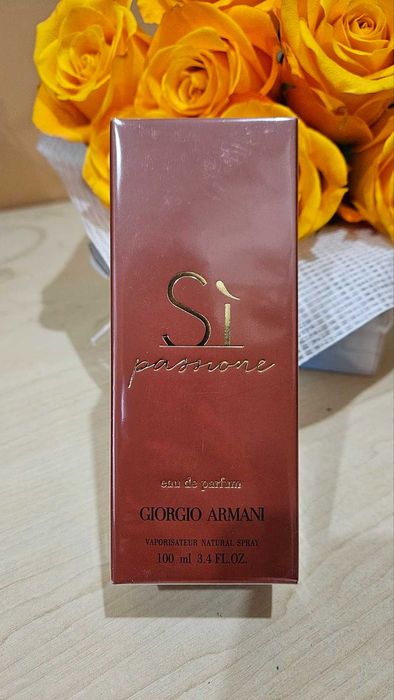 Sì
passione
eau de parfum
GIORGIO ARMANI
VAPORISATEUR NATURAL SPRAY
100 ml 3.4 FL.OZ.